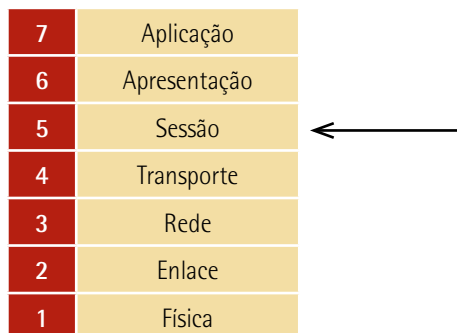 7 Aplicação
6 Apresentação
5 Sessão
4 Transporte
3 Rede
2 Enlace
1 Física